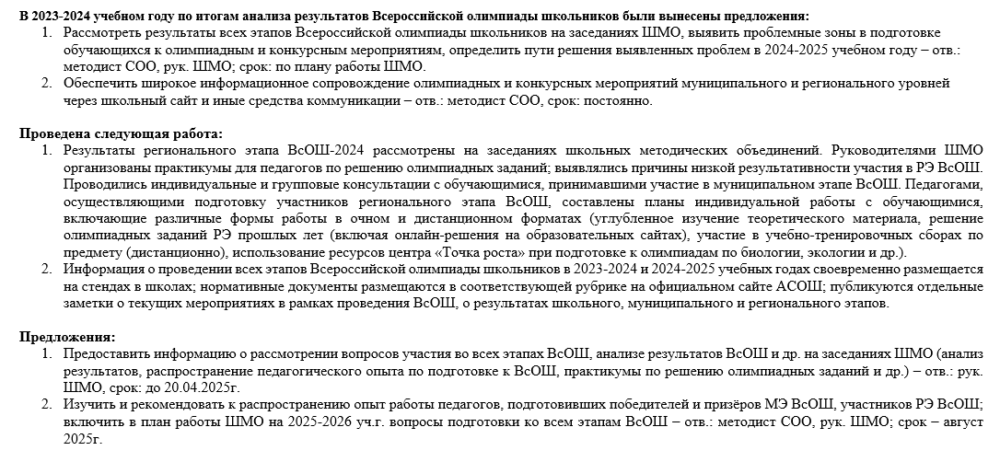 В 2023-2024 учебном году по итогам анализа результатов Всероссийской олимпиады школьников были вынесены предложения:
1. Рассмотреть результаты всех этапов Всероссийской олимпиады школьников на заседаниях ШМО, выявить проблемные зоны в подготовке
обучающихся к олимпиадным и конкурсным мероприятиям, определить пути решения выявленных проблем в 2024-2025 учебном году – отв.:
методист СОО, рук. ШМО; срок: по плану работы ШМО.
2. Обеспечить широкое информационное сопровождение олимпиадных и конкурсных мероприятий муниципального и регионального уровней
через школьный сайт и иные средства коммуникации – отв.: методист СОО, срок: постоянно.
Проведена следующая работа:
1. Результаты регионального этапа ВсОШ-2024 рассмотрены на заседаниях школьных методических объединений. Руководителями ШМО
организованы практикумы для педагогов по решению олимпиадных заданий; выявлялись причины низкой результативности участия в РЭ ВсОШ.
Проводились индивидуальные и групповые консультации с обучающимися, принимавшими участие в муниципальном этапе ВсОШ. Педагогами,
осуществляющими подготовку участников регионального этапа ВсОШ, составлены планы индивидуальной работы с обучающимися,
включающие различные формы работы в очном и дистанционном форматах (углубленное изучение теоретического материала, решение
олимпиадных заданий РЭ прошлых лет (включая онлайн-решения на образовательных сайтах), участие в учебно-тренировочных сборах по
предмету (дистанционно), использование ресурсов центра «Точка роста» при подготовке к олимпиадам по биологии, экологии и др.).
2. Информация о проведении всех этапов Всероссийской олимпиады школьников в 2023-2024 и 2024-2025 учебных годах своевременно размещается
на стендах в школах; нормативные документы размещаются в соответствующей рубрике на официальном сайте АСОШ; публикуются отдельные
заметки о текущих мероприятиях в рамках проведения ВсОШ, о результатах школьного, муниципального и регионального этапов.
Предложения:
1. Предоставить информацию о рассмотрении вопросов участия во всех этапах ВсОШ, анализе результатов ВсОШ и др. на заседаниях ШМО (анализ
результатов, распространение педагогического опыта по подготовке к ВсОШ, практикумы по решению олимпиадных заданий и др.) – отв.: рук.
ШМО, срок: до 20.04.2025г.
2. Изучить и рекомендовать к распространению опыт работы педагогов, подготовивших победителей и призёров МЭ ВсОШ, участников РЭ ВсОШ;
включить в план работы ШМО на 2025-2026 уч.г. вопросы подготовки ко всем этапам ВсОШ – отв.: методист СОО, рук. ШМО; срок – август
2025г.